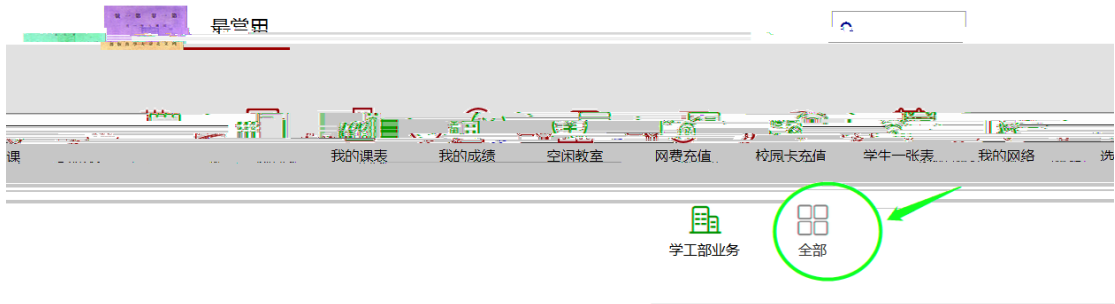 最常用
课 我的课表 我的成绩 空闲教室 网费充值 校园卡充值 学生一张表 我的网络 选
学工部业务 全部